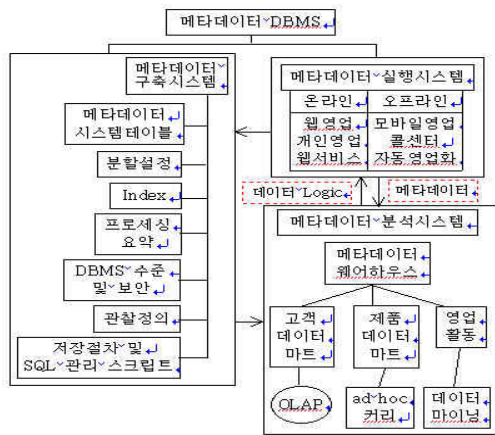 메타데이터 DBMS
메타데이터
구축시스템
메타데이터
시스템테이블
분할설정
Index
프로세싱
요약
DBMS 수준
및 보안
관찰정의
저장절차 및
SQL 관리 스크립트
메타데이터 실행시스템
온라인
오프라인
웹영업
개인영업
웹서비스
모바일영업
콜센터
자동영업화
데이터 Logic
메타데이터
메타데이터 분석시스템
메타데이터
웨어하우스
고객
데이터
마트
제품
데이터
마트
영업
활동
OLAP
ad hoc
커리
데이터
마이닝